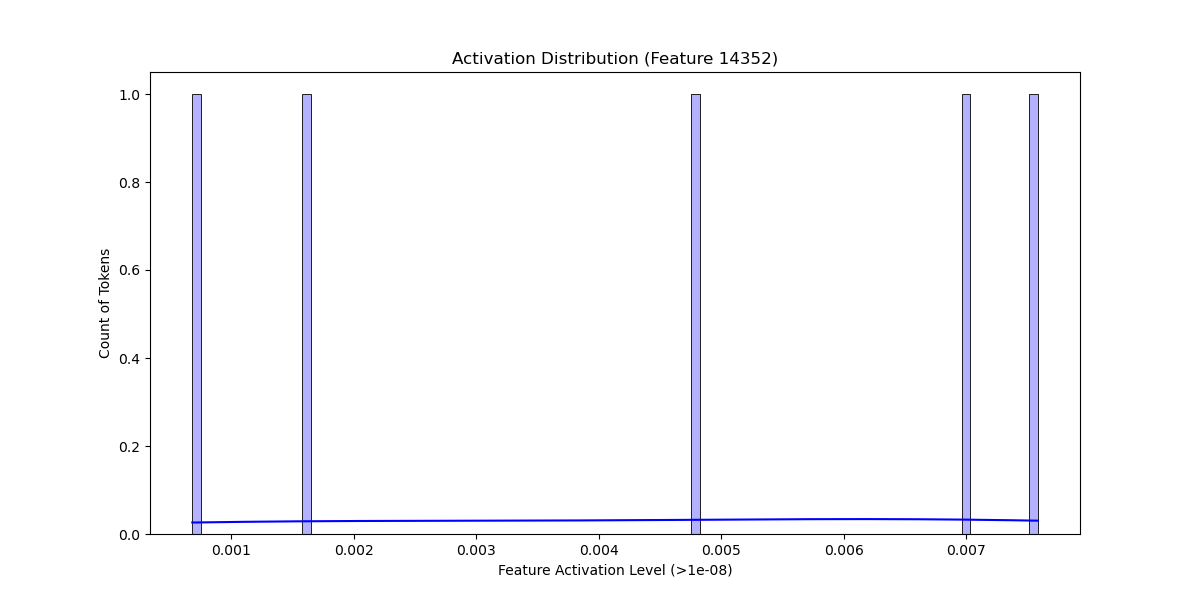 Activation Distribution (Feature 14352)
Count of Tokens
1.0
0.8
0.6
0.4
0.2
0.0
0.001 0.002 0.003 0.004 0.005 0.006 0.007
Feature Activation Level (>1e-08)